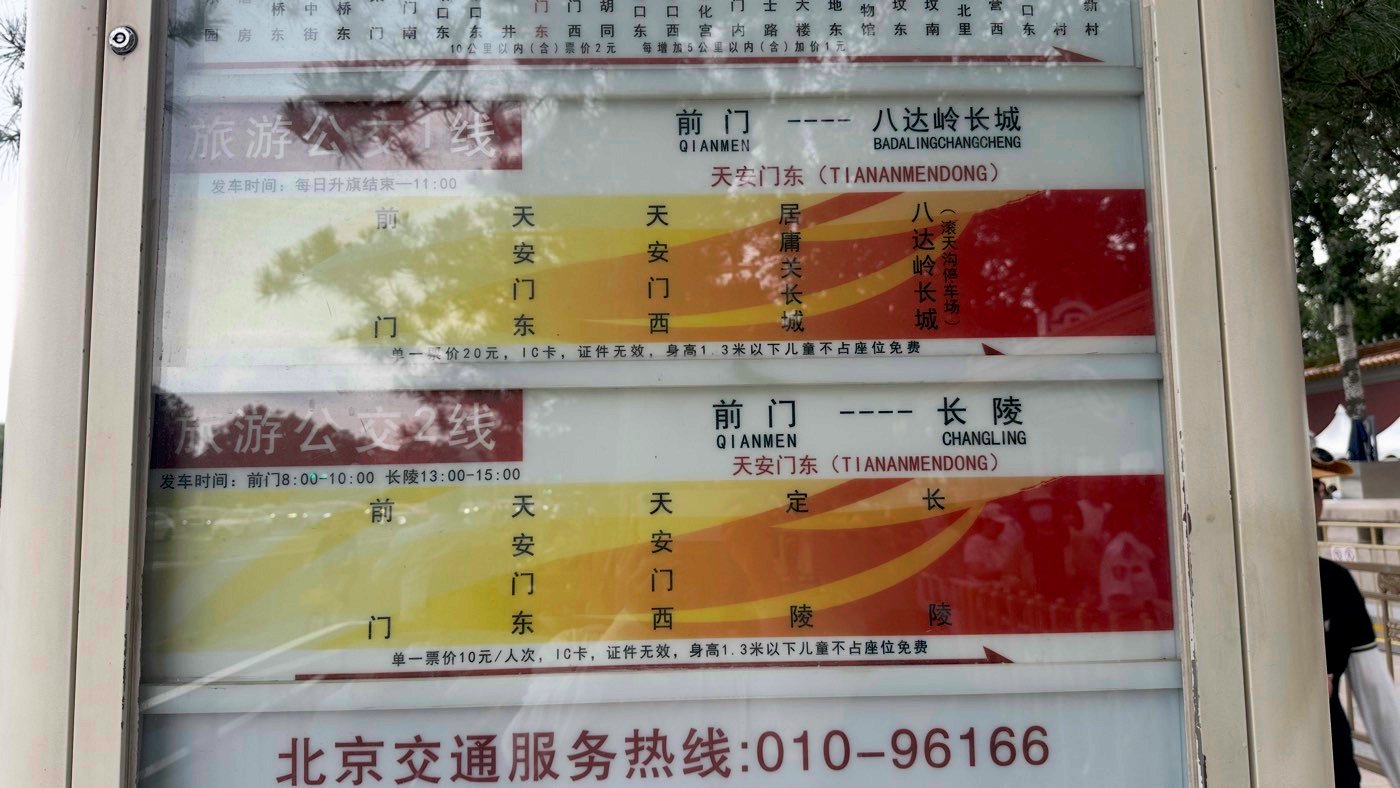 10公里以内(含)票价2元 每增加5公里以内(含)加价1元
旅游公交1线
前门 ---- 八达岭长城
QIANMEN BADALINGCHANGCHENG
发车时间：每日升旗结束—11:00
天安门东（TIANANMENDONG）
前门
天安门东
天安门西
居庸关长城
八达岭长城
（滚天沟停车场）
单一票价20元，IC卡，证件无效，身高1.3米以下儿童不占座位免费
旅游公交2线
前门 ---- 长陵
QIANMEN CHANGLING
发车时间：前门8:00-10:00 长陵13:00-15:00
天安门东（TIANANMENDONG）
前门
天安门东
天安门西
定陵
长陵
单一票价10元/人次，IC卡，证件无效，身高1.3米以下儿童不占座位免费
北京交通服务热线:010-96166